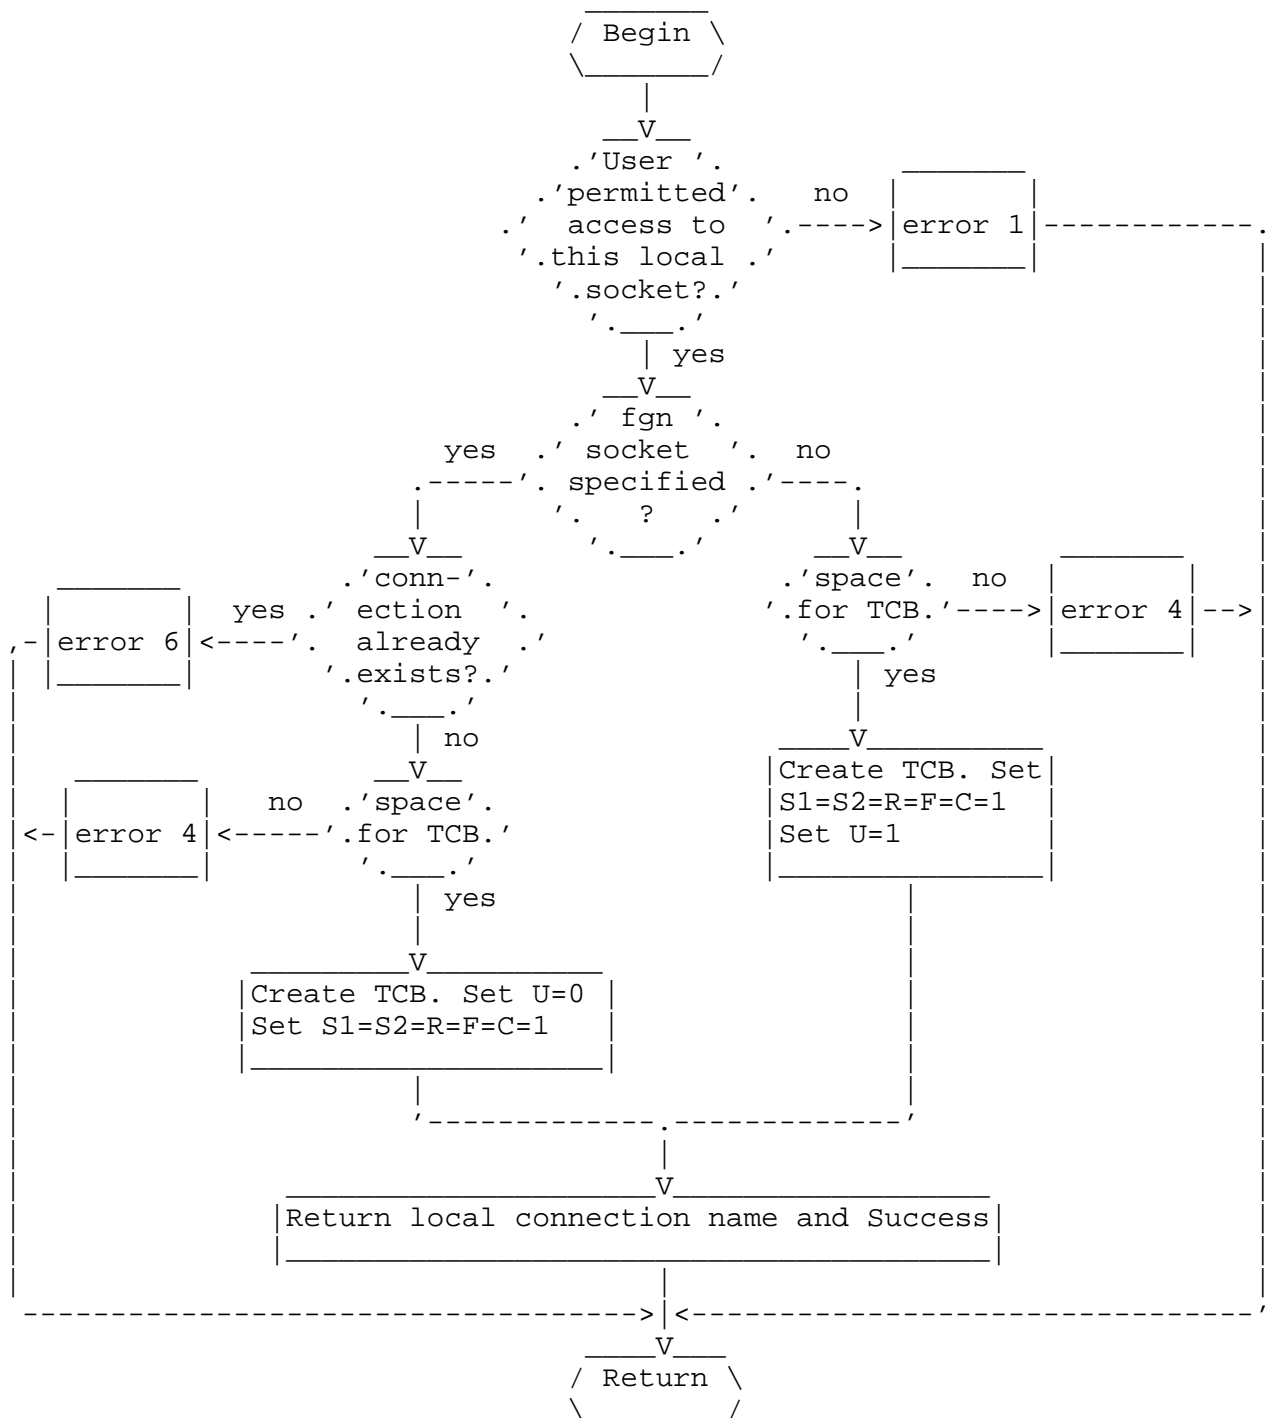 Begin
User
permitted no
access to error 1
this local
socket?
yes
fgn
yes socket no
specified
?
conn- space no
yes ection for TCB. error 4
error 6 already
exists? yes
no
Create TCB. Set
no space S1=S2=R=F=C=1
error 4 for TCB. Set U=1
yes
Create TCB. Set U=0
Set S1=S2=R=F=C=1
Return local connection name and Success
Return